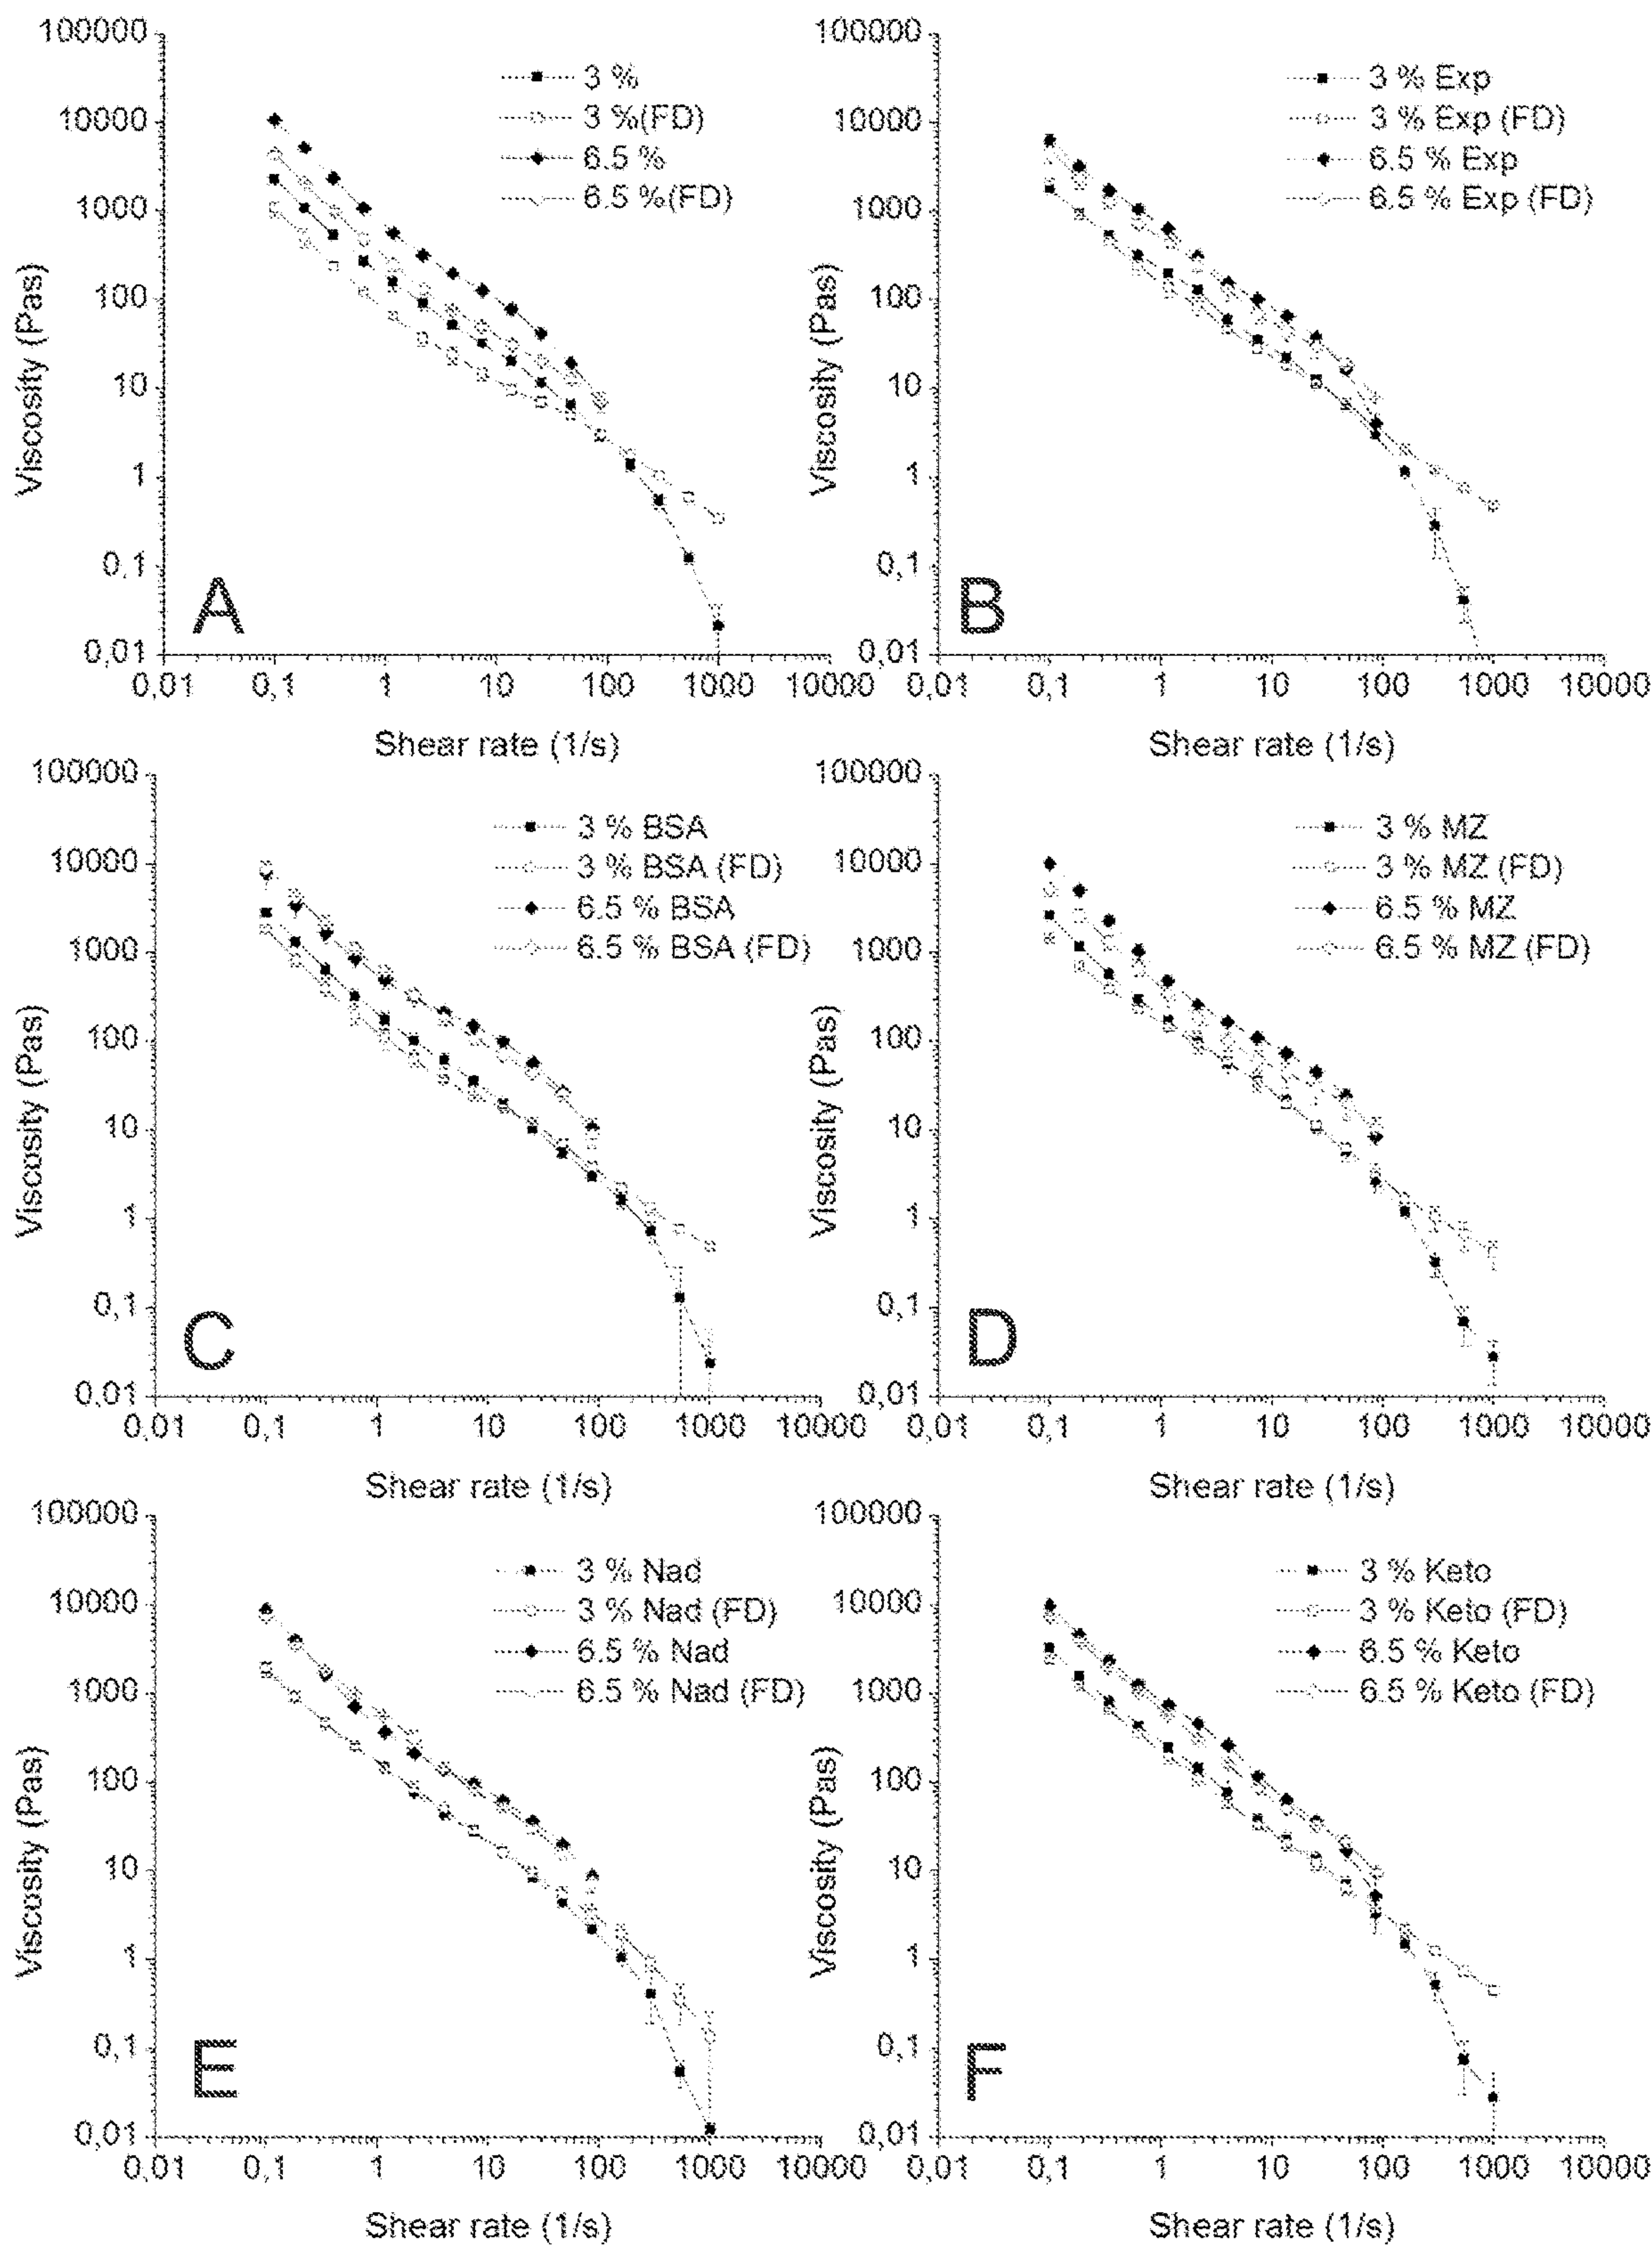 100000
10000
1000
100
10
1
0,1
0,01
Viscosity (Pas)
3 %
3 %(FD)
6.5 %
6.5 %(FD)
A
0,01 0,1 1 10 100 1000 10000
Shear rate (1/s)
100000
10000
1000
100
10
1
0,1
0,01
Viscosity (Pas)
3 % Exp
3 % Exp (FD)
6.5 % Exp
6.5 % Exp (FD)
B
0,01 0,1 1 10 100 1000 10000
Shear rate (1/s)
100000
10000
1000
100
10
1
0,1
0,01
Viscosity (Pas)
3 % BSA
3 % BSA (FD)
6.5 % BSA
6.5 % BSA (FD)
C
0,01 0,1 1 10 100 1000 10000
Shear rate (1/s)
100000
10000
1000
100
10
1
0,1
0,01
Viscosity (Pas)
3 % MZ
3 % MZ (FD)
6.5 % MZ
6.5 % MZ (FD)
D
0,01 0,1 1 10 100 1000 10000
Shear rate (1/s)
100000
10000
1000
100
10
1
0,1
0,01
Viscosity (Pas)
3 % Nad
3 % Nad (FD)
6.5 % Nad
6.5 % Nad (FD)
E
0,01 0,1 1 10 100 1000 10000
Shear rate (1/s)
100000
10000
1000
100
10
1
0,1
0,01
Viscosity (Pas)
3 % Keto
3 % Keto (FD)
6.5 % Keto
6.5 % Keto (FD)
F
0,01 0,1 1 10 100 1000 10000
Shear rate (1/s)